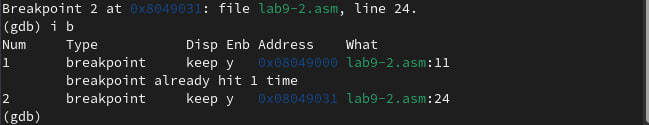 Breakpoint 2 at 0x8049031: file lab9-2.asm, line 24.
(gdb) i b
Num     Type           Disp Enb Address    What
1       breakpoint     keep y   0x08049000 lab9-2.asm:11
        breakpoint already hit 1 time
2       breakpoint     keep y   0x08049031 lab9-2.asm:24
(gdb)